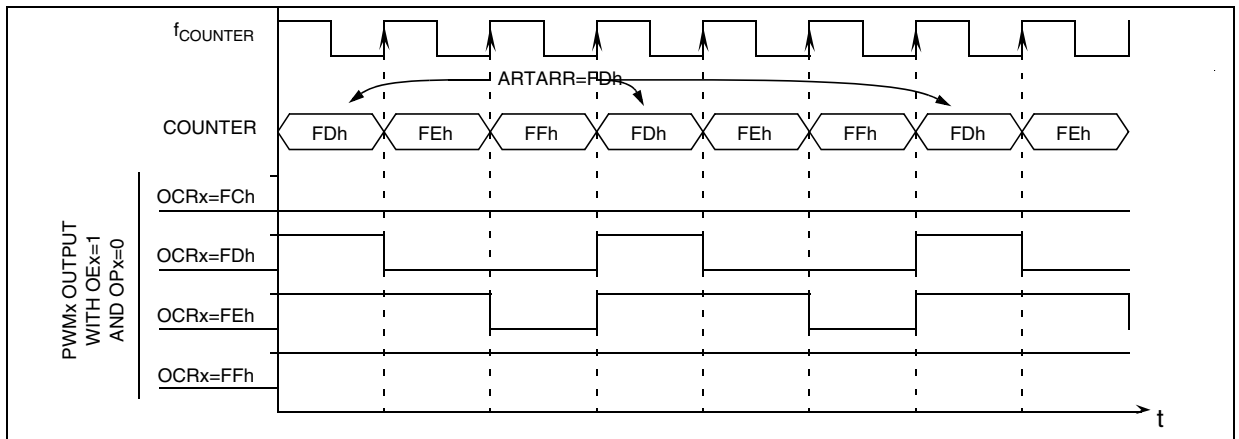 fCOUNTER
ARTARR=FDh
COUNTER
FDh FEh FFh FDh FEh FFh FDh FEh
PWMx OUTPUT
WITH OEx=1
AND OPx=0
OCRx=FCh
OCRx=FDh
OCRx=FEh
OCRx=FFh
t